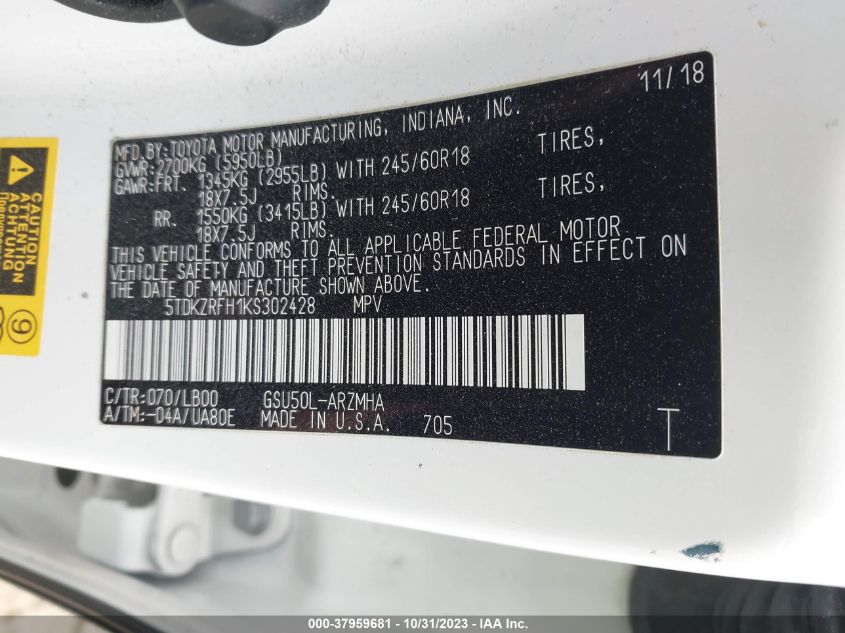 11/18
MFD.BY:TOYOTA MOTOR MANUFACTURING, INDIANA, INC.
GVWR:2700KG (5950LB)
GAWR:FRT. 1345KG (2955LB) WITH 245/60R18 TIRES,
18X7.5J RIMS.
RR. 1550KG (3415LB) WITH 245/60R18 TIRES,
18X7.5J RIMS.
THIS VEHICLE CONFORMS TO ALL APPLICABLE FEDERAL MOTOR
VEHICLE SAFETY AND THEFT PREVENTION STANDARDS IN EFFECT ON
THE DATE OF MANUFACTURE SHOWN ABOVE.
5TDKZRFH1KS302428 MPV
C/TR:070/LB00 GSU50L-ARZMHA
A/TM:-04A/UA80E MADE IN U.S.A. 705
T
CAUTION
ATTENTION
ACHTUNG
9
000-37959681 - 10/31/2023 - IAA Inc.